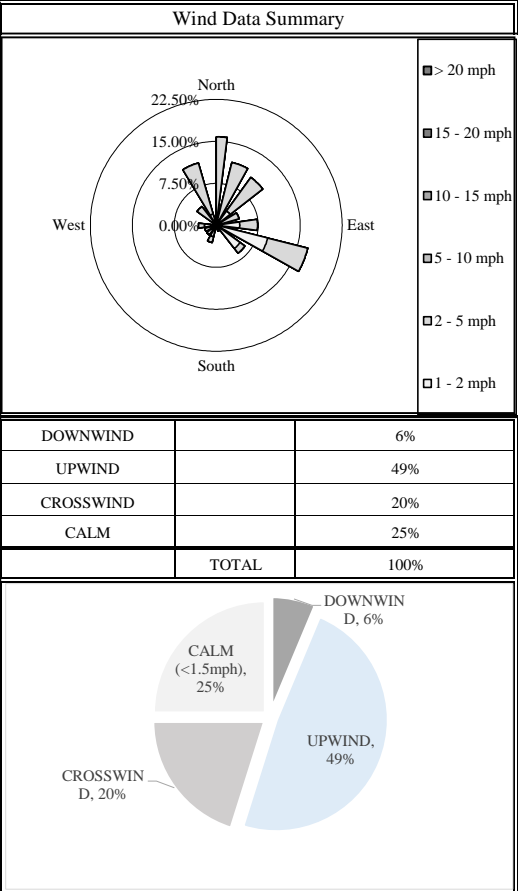 Wind Data Summary
North
22.50%
15.00%
7.50%
0.00%
West
East
South
> 20 mph
15 - 20 mph
10 - 15 mph
5 - 10 mph
2 - 5 mph
1 - 2 mph
DOWNWIND 6%
UPWIND 49%
CROSSWIND 20%
CALM 25%
TOTAL 100%
DOWNWIN
D, 6%
CALM
(<1.5mph),
25%
UPWIND,
49%
CROSSWIN
D, 20%